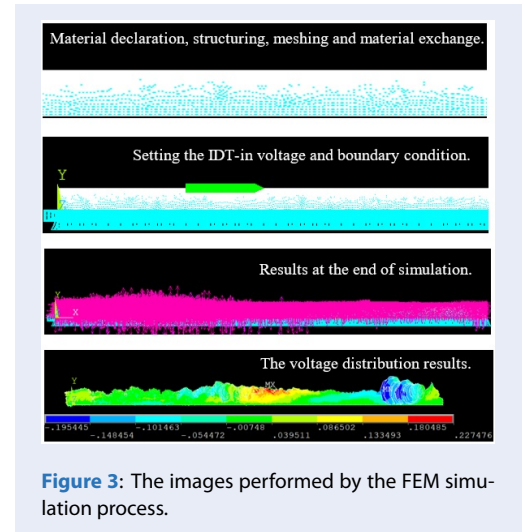 Material declaration, structuring, meshing and material exchange.
Setting the IDT-in voltage and boundary condition.
Y
Z
Results at the end of simulation.
Y
X
The voltage distribution results.
Y
MX
-.195445 -.101463 -.00748 .086502 .180485
-.148454 -.054472 .039511 .133493 .227476
Figure 3: The images performed by the FEM simu-
lation process.